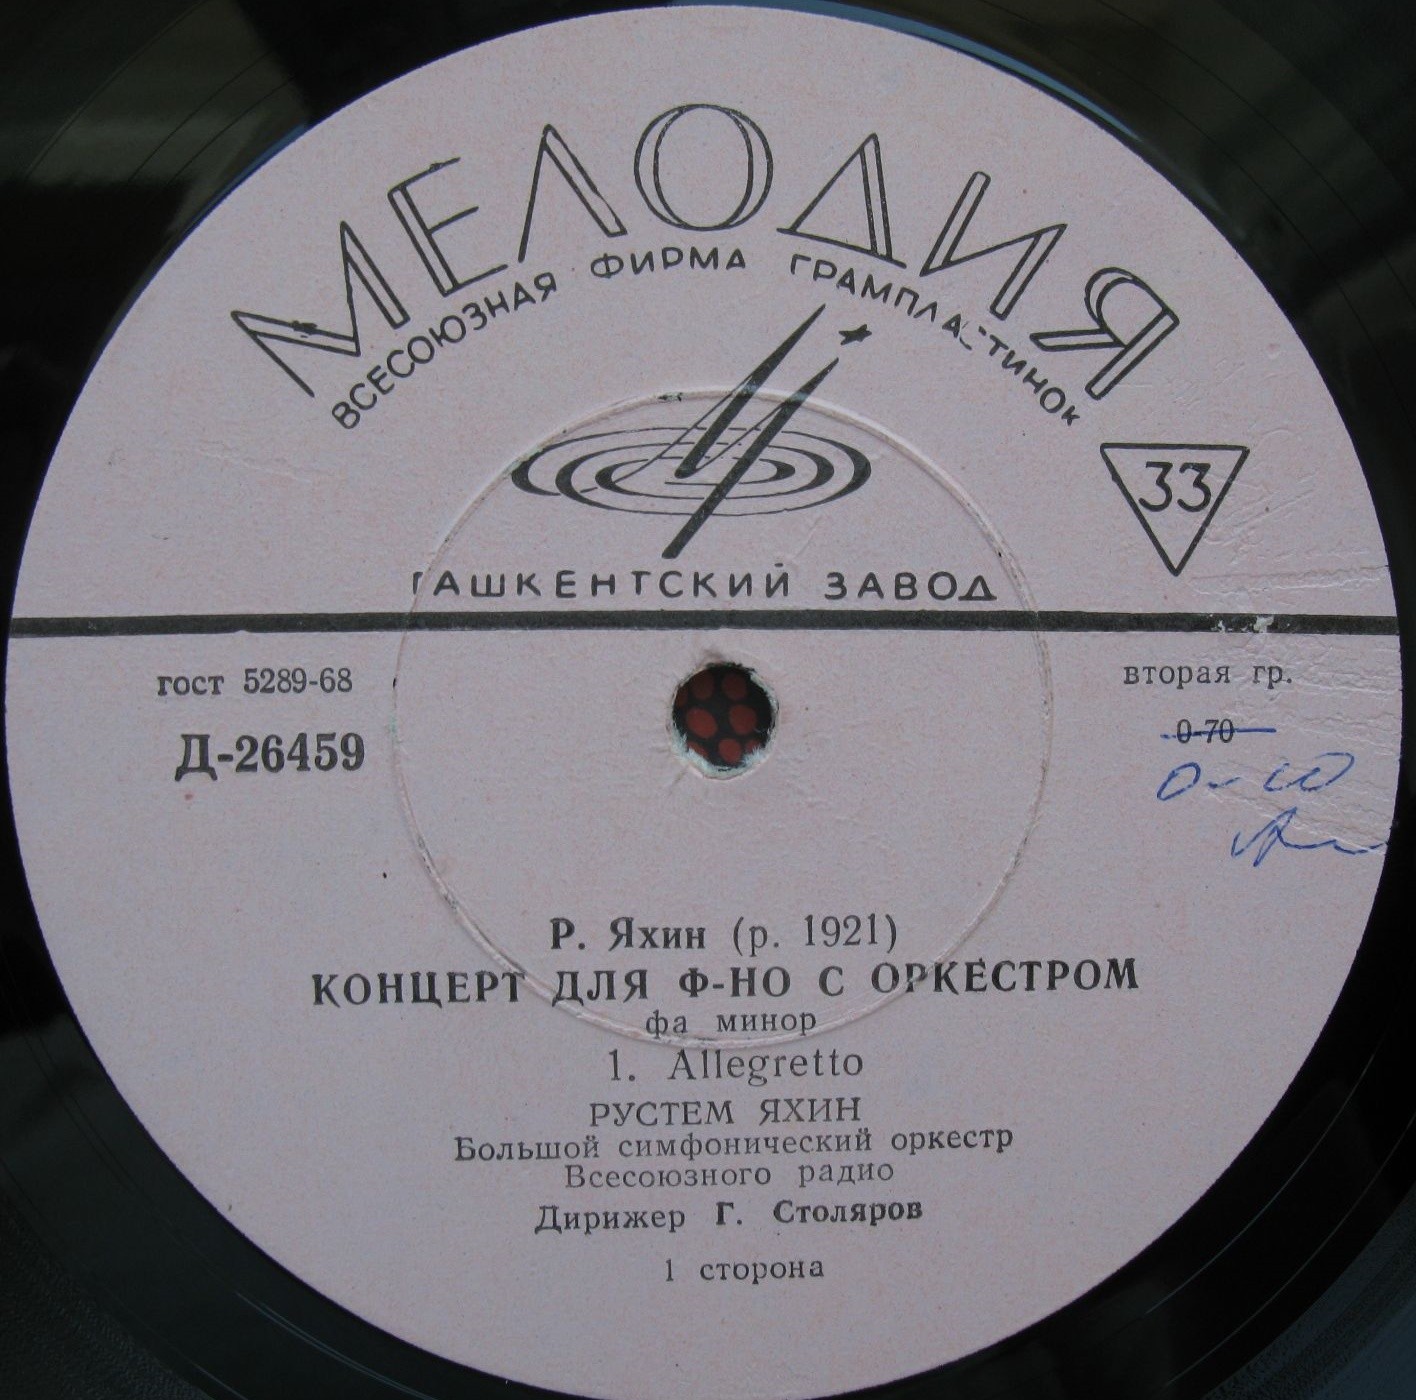 МЕЛОДИЯ
ВСЕСОЮЗНАЯ ФИРМА ГРАМПЛАСТИНОК
33
ТАШКЕНТСКИЙ ЗАВОД
гост 5289-68
вторая гр.
Д-26459
0-70
Р. Яхин (р. 1921)
КОНЦЕРТ ДЛЯ Ф-НО С ОРКЕСТРОМ
фа минор
1. Allegretto
РУСТЕМ ЯХИН
Большой симфонический оркестр
Всесоюзного радио
Дирижер Г. Столяров
1 сторона